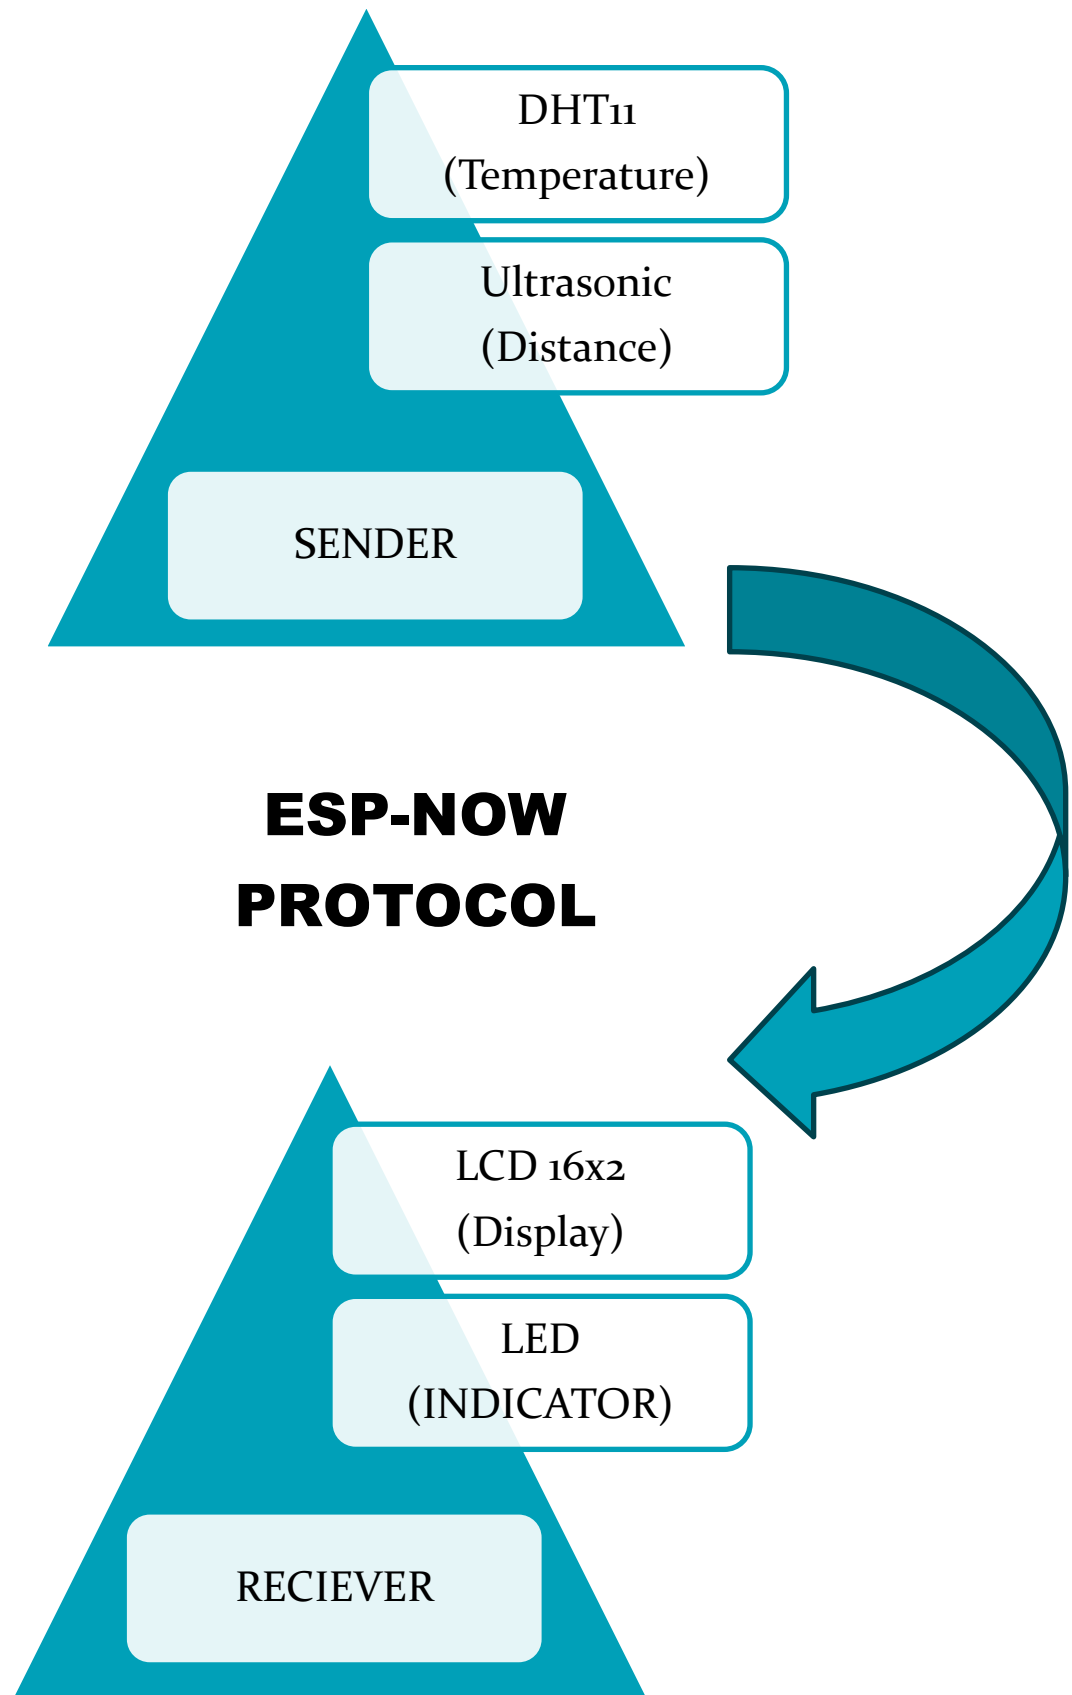 DHT11
(Temperature)
Ultrasonic
(Distance)
SENDER
ESP-NOW
PROTOCOL
LCD 16x2
(Display)
LED
(INDICATOR)
RECIEVER